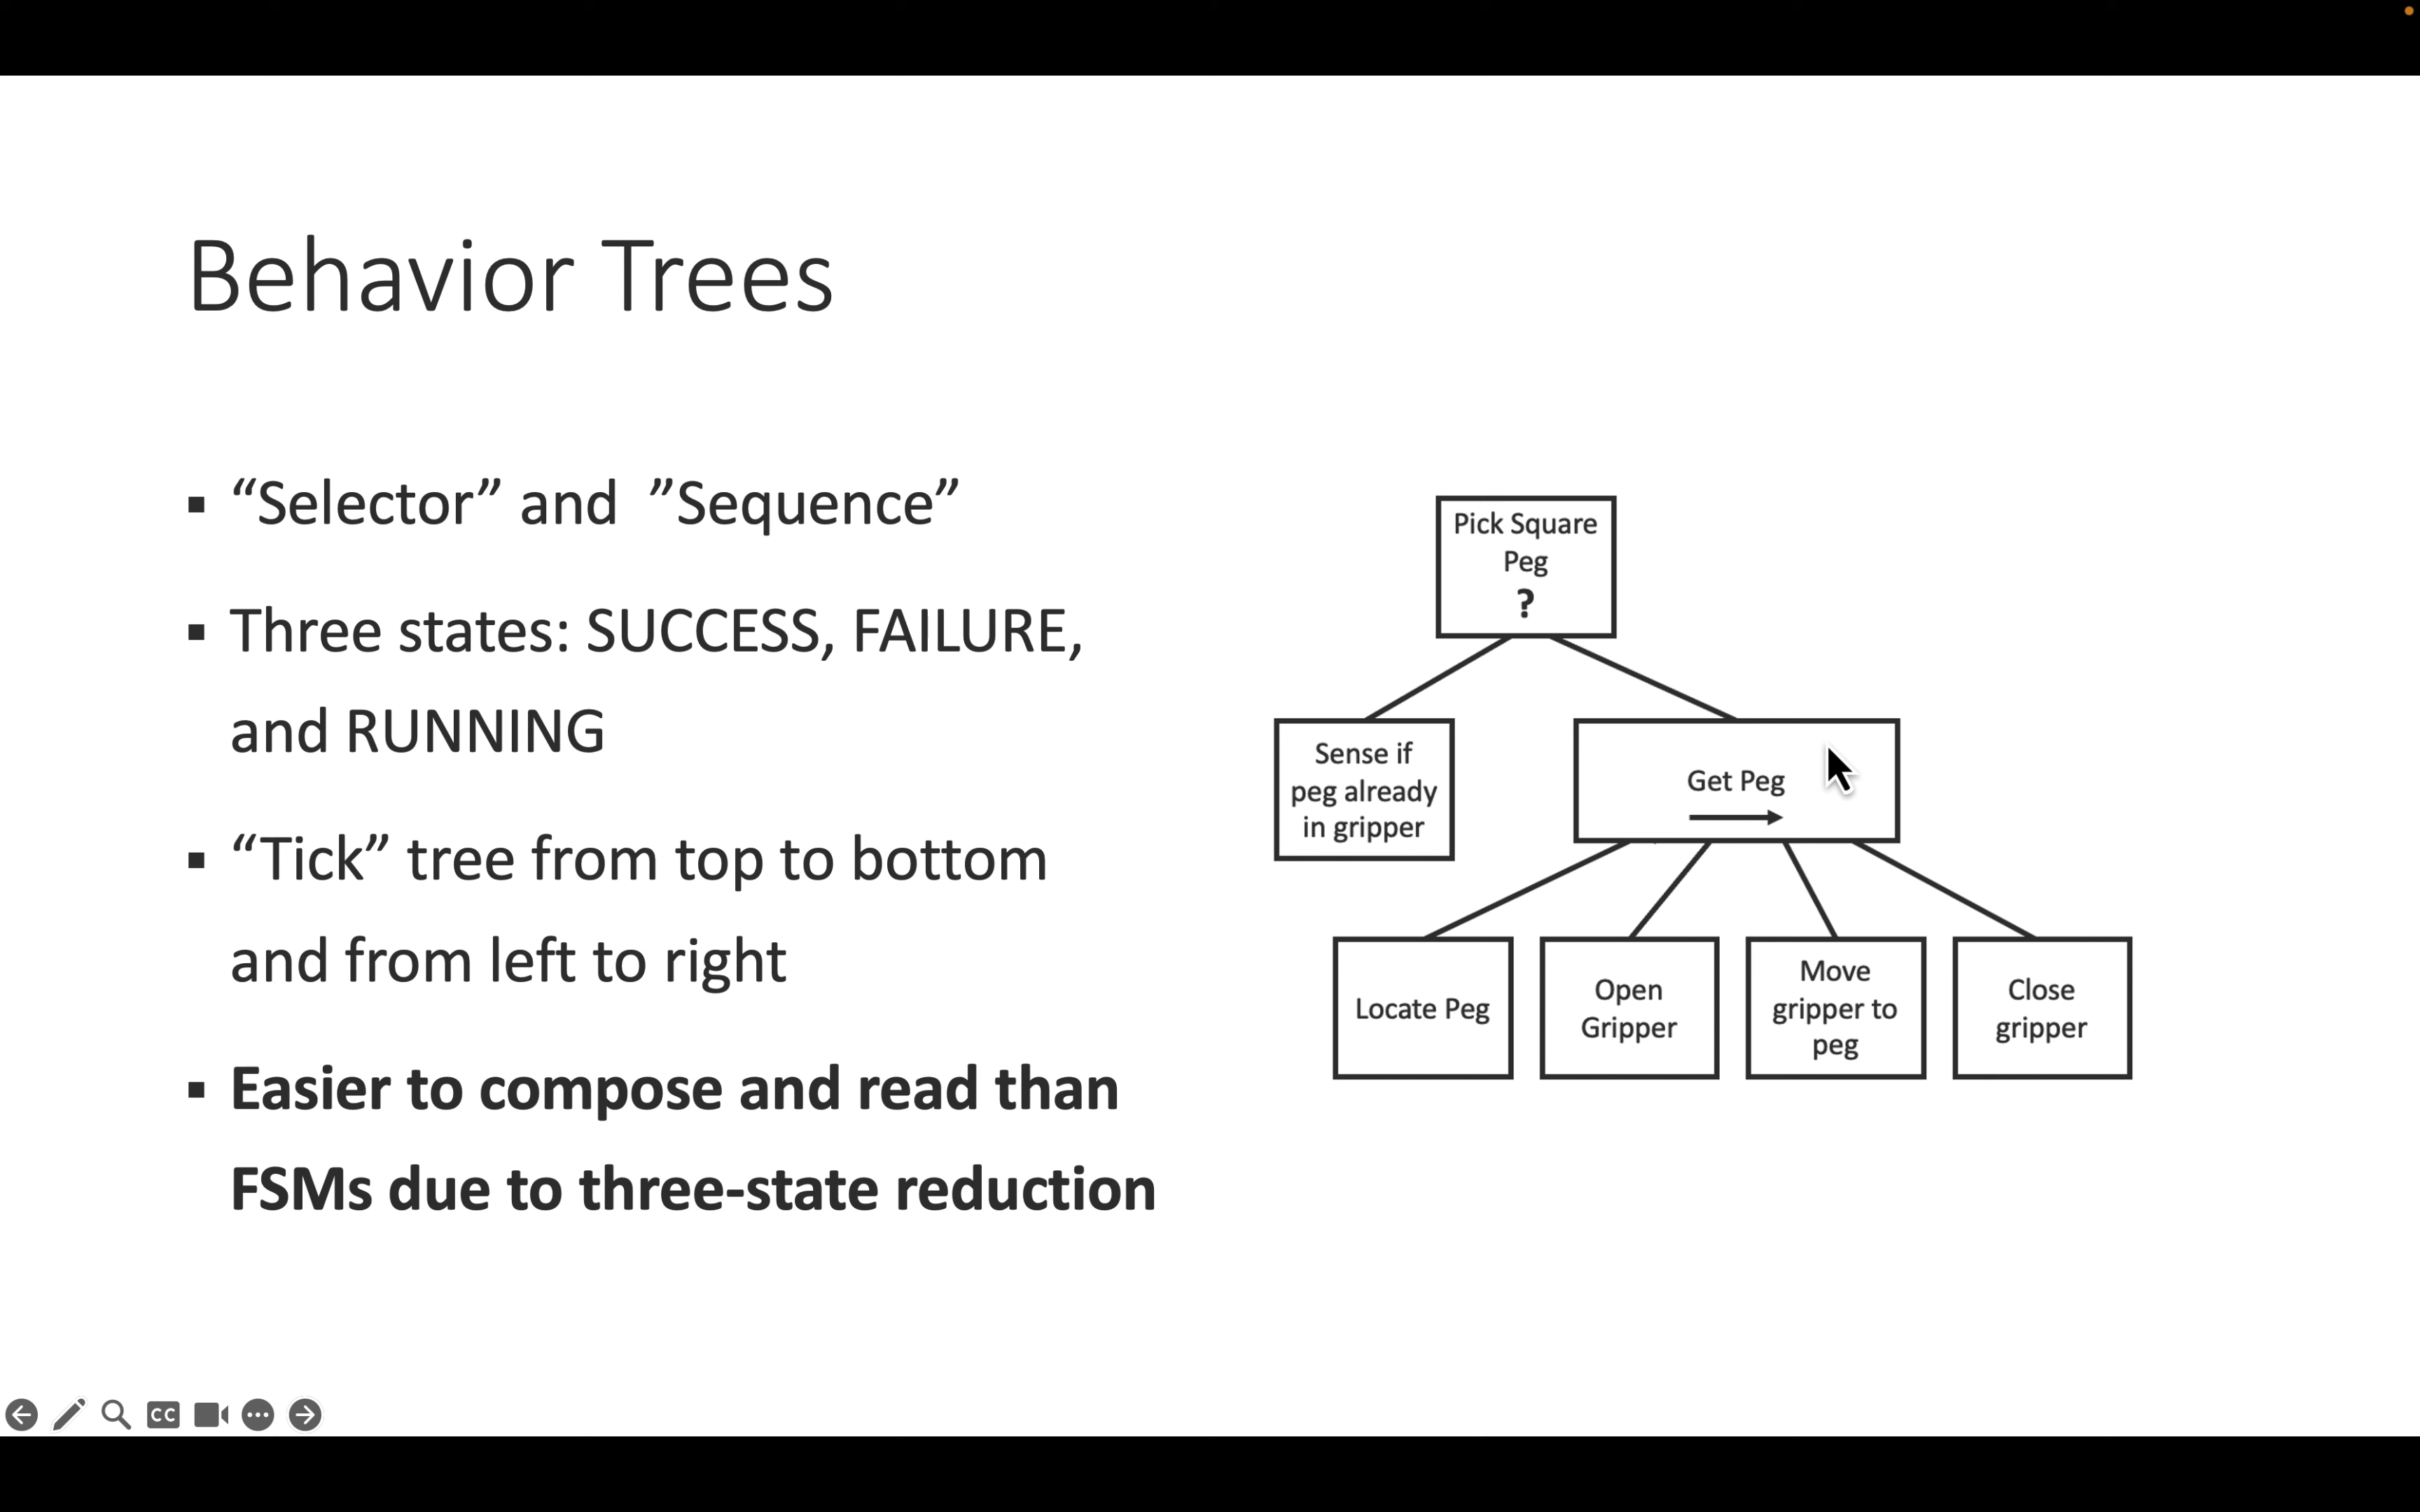 Behavior Trees
▪ “Selector” and ”Sequence”
▪ Three states: SUCCESS, FAILURE,
and RUNNING
▪ “Tick” tree from top to bottom
and from left to right
▪ Easier to compose and read than
FSMs due to three-state reduction
Pick Square
Peg
?
Sense if
peg already
in gripper
Get Peg
Locate Peg
Open
Gripper
Move
gripper to
peg
Close
gripper
CC